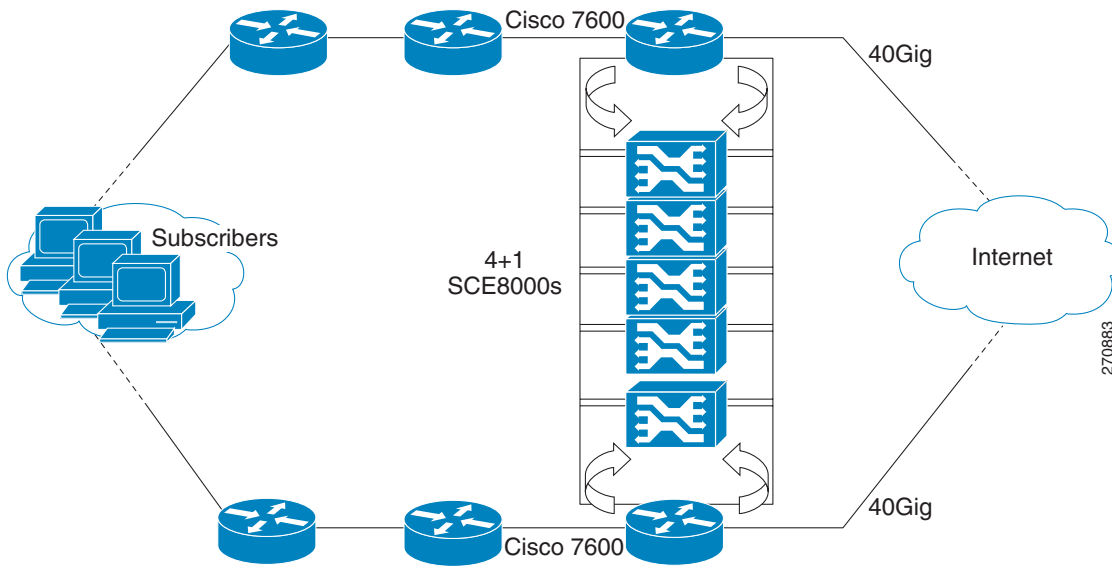 Cisco 7600
40Gig
Subscribers
4+1
SCE8000s
Internet
270883
40Gig
Cisco 7600